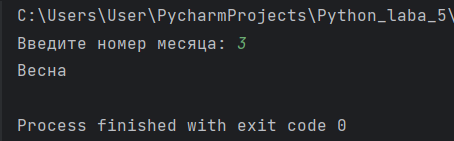 C:\Users\User\PycharmProjects\Python_laba_5\
Введите номер месяца: 3
Весна
Process finished with exit code 0